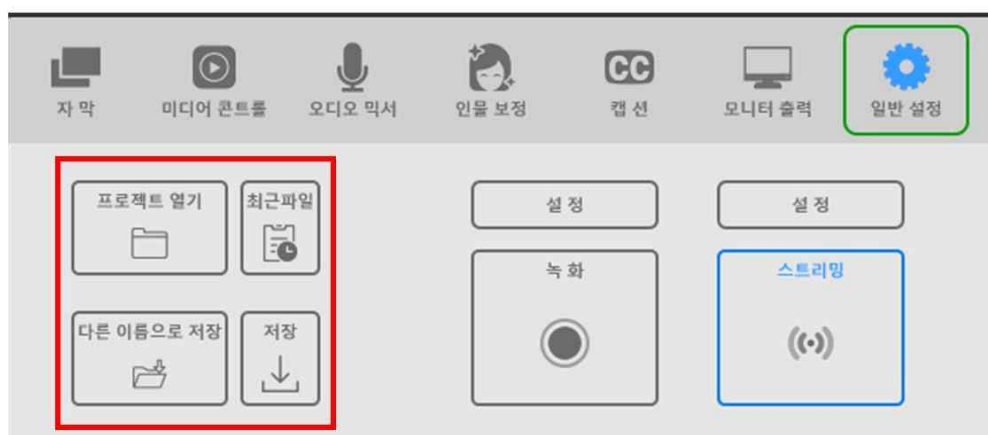 자 막
미디어 콘트롤
오디오 믹서
인물 보정
CC
캡 션
모니터 출력
일반 설정
프로젝트 열기
최근파일
설 정
설 정
녹 화
스트리밍
다른 이름으로 저장
저장